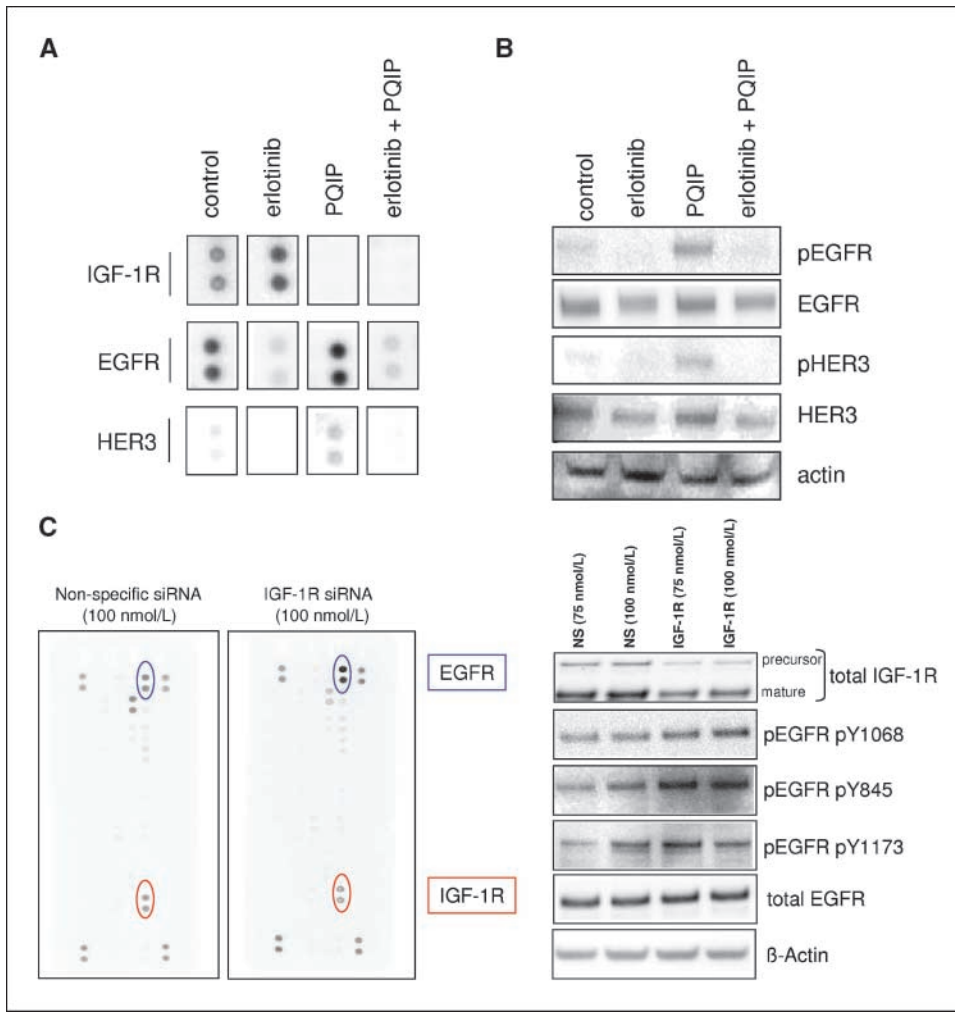 A
control
erlotinib
PQIP
erlotinib + PQIP
IGF-1R
EGFR
HER3
B
control
erlotinib
PQIP
erlotinib + PQIP
pEGFR
EGFR
pHER3
HER3
actin
C
Non-specific siRNA
(100 nmol/L)
IGF-1R siRNA
(100 nmol/L)
EGFR
IGF-1R
NS (75 nmol/L)
NS (100 nmol/L)
IGF-1R (75 nmol/L)
IGF-1R (100 nmol/L)
precursor
mature
total IGF-1R
pEGFR pY1068
pEGFR pY845
pEGFR pY1173
total EGFR
ß-Actin